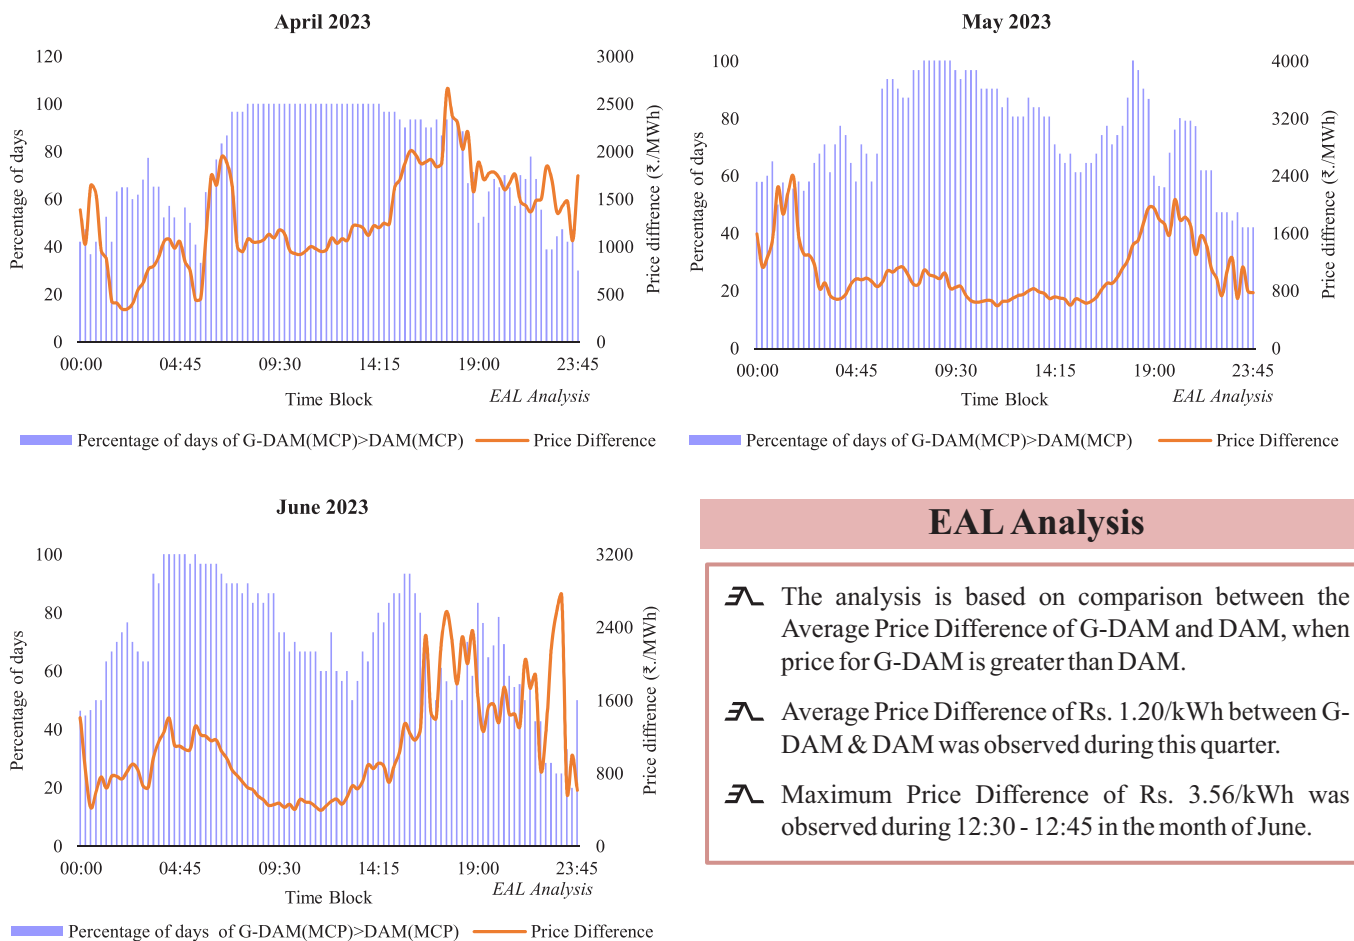 April 2023
Percentage of days
120
100
80
60
40
20
0
3000
2500
2000
1500
1000
500
0
Price diffrence (₹./MWh)
00:00 04:45 09:30 14:15 19:00 23:45
Time Block
EAL Analysis
Percentage of days of G-DAM(MCP)>DAM(MCP) Price Difference
May 2023
Percentage of days
100
80
60
40
20
0
4000
3200
2400
1600
800
0
Price diffrence (₹./MWh)
00:00 04:45 09:30 14:15 19:00 23:45
Time Block
EAL Analysis
Percentage of days of G-DAM(MCP)>DAM(MCP) Price Difference
June 2023
Percentage of days
100
80
60
40
20
0
3200
2400
1600
800
0
Price diffrence (₹./MWh)
00:00 04:45 09:30 14:15 19:00 23:45
Time Block
EAL Analysis
Percentage of days of G-DAM(MCP)>DAM(MCP) Price Difference
EAL Analysis
The analysis is based on comparison between the
Average Price Difference of G-DAM and DAM, when
price for G-DAM is greater than DAM.
Average Price Difference of Rs. 1.20/kWh between G-
DAM & DAM was observed during this quarter.
Maximum Price Difference of Rs. 3.56/kWh was
observed during 12:30 - 12:45 in the month of June.